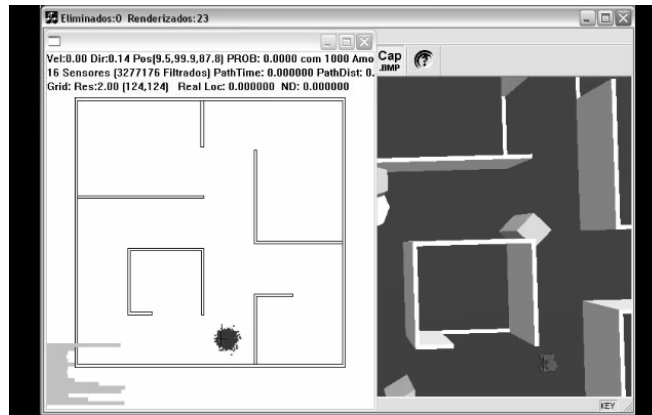 Eliminados:0 Renderizados:23
Vel:0.00 Dir:0.14 Pos(9.5,99.9,87.8) PROB: 0.0000 com 1000 Amo
16 Sensores (3277176 Filtrados) PathTime: 0.000000 PathDist: 0.
Grid: Res:2.00 (124,124) Real Loc: 0.000000 ND: 0.000000
Cap
.BMP
KEY